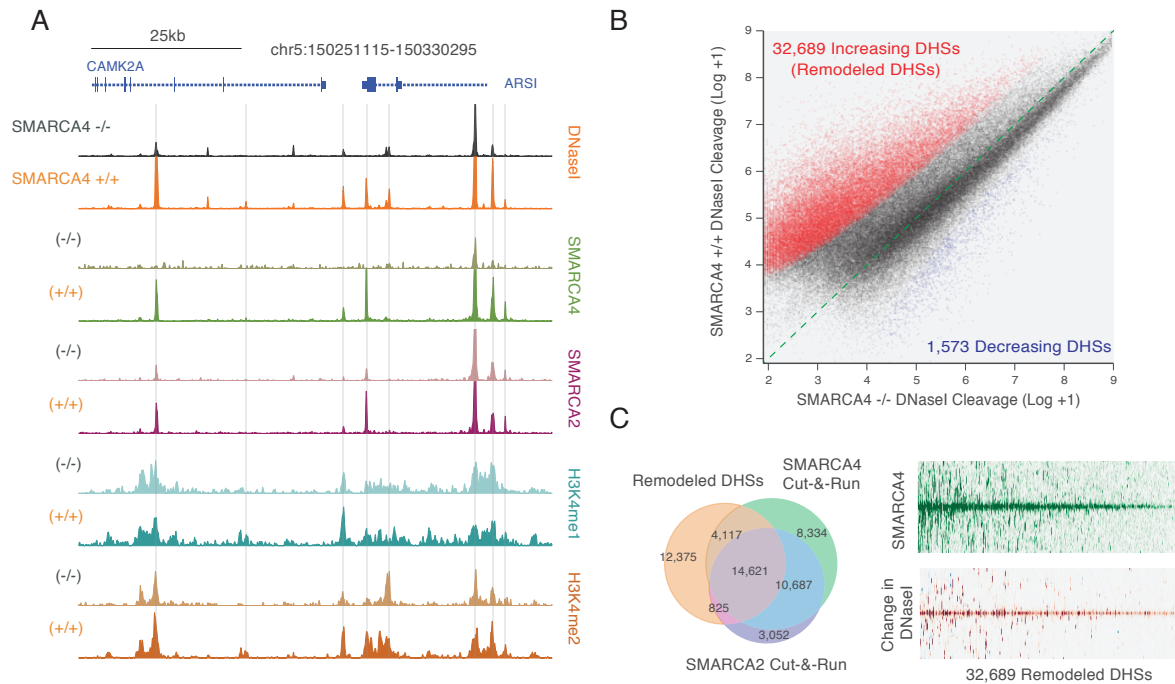 A
25kb
chr5:150251115-150330295
CAMK2A
ARSI
SMARCA4 -/-
SMARCA4 +/+
DNaseI
(-/-)
(+/+)
SMARCA4
(-/-)
(+/+)
SMARCA2
(-/-)
(+/+)
H3K4me1
(-/-)
(+/+)
H3K4me2
B
32,689 Increasing DHSs
(Remodeled DHSs)
1,573 Decreasing DHSs
SMARCA4 +/+ DNaseI Cleavage (Log +1)
9
8
7
6
5
4
3
2
2 3 4 5 6 7 8 9
SMARCA4 -/- DNaseI Cleavage (Log +1)
C
Remodeled DHSs
SMARCA4
Cut-&-Run
4,117
8,334
12,375
14,621
10,687
825
3,052
SMARCA2 Cut-&-Run
SMARCA4
Change in
DNaseI
32,689 Remodeled DHSs